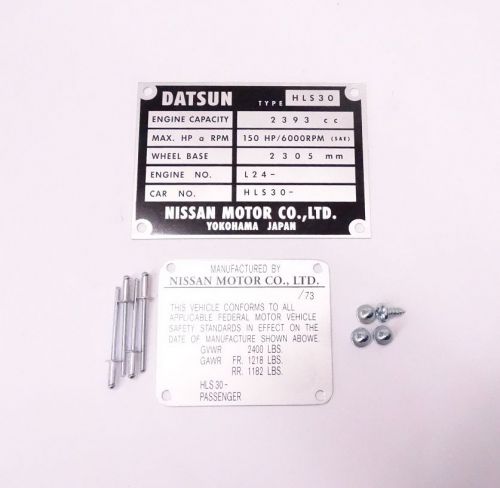 DATSUN TYPE HLS30
ENGINE CAPACITY 2393 cc
MAX. HP a RPM 150 HP/6000RPM (SAE)
WHEEL BASE 2305 mm
ENGINE NO. L24-
CAR NO. HLS30-
NISSAN MOTOR CO.,LTD.
YOKOHAMA JAPAN
MANUFACTURED BY
NISSAN MOTOR CO., LTD.
/73
THIS VEHICLE CONFORMS TO ALL
APPLICABLE FEDERAL MOTOR VEHICLE
SAFETY STANDARDS IN EFFECT ON THE
DATE OF MANUFACTURE SHOWN ABOVE.
GVWR 2400 LBS.
GAWR FR. 1218 LBS.
RR. 1182 LBS.
HLS30-
PASSENGER